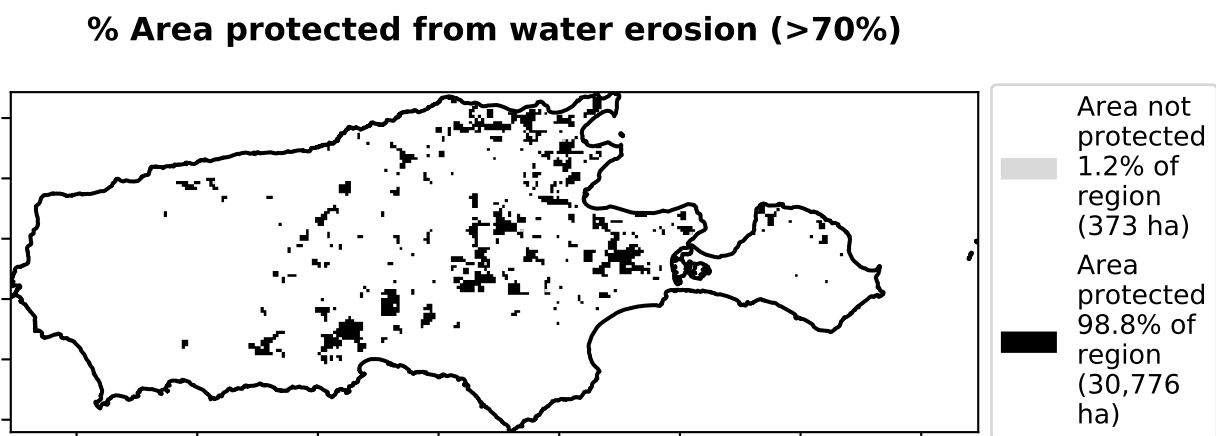 % Area protected from water erosion (>70%)
Area not
protected
1.2% of
region
(373 ha)
Area
protected
98.8% of
region
(30,776
ha)